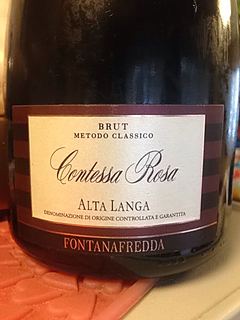 BRUT
METODO CLASSICO
Contessa Rosa
ALTA LANGA
DENOMINAZIONE DI ORIGINE CONTROLLATA E GARANTITA
FONTANAFREDDA